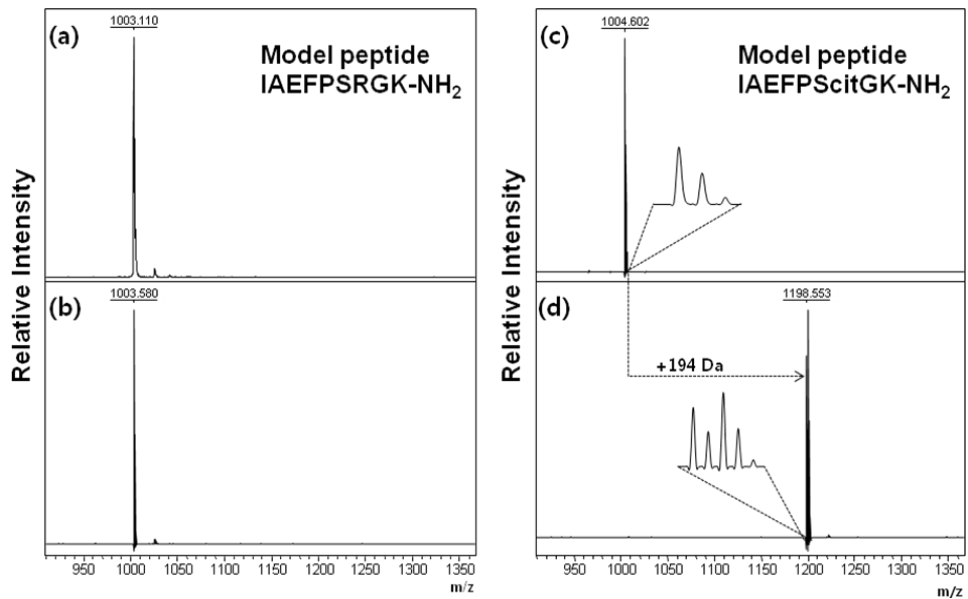 (a)
1003.110
Model peptide
IAEFPSRGK-NH2
Relative Intensity
(b)
1003.580
950 1000 1050 1100 1150 1200 1250 1300 1350
m/z
(c)
1004.602
Model peptide
IAEFPScitGK-NH2
Relative Intensity
(d)
1198.553
+194 Da
950 1000 1050 1100 1150 1200 1250 1300 1350
m/z